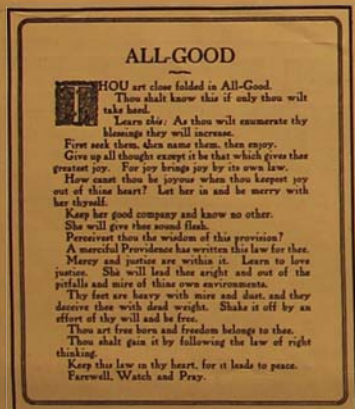 ALL-GOOD
THOU art close folded in All-Good.
Thou shalt know this if only thou wilt
take heed.
Learn this: As thou wilt enumerate thy
blessings they will increase.
First seek them, then name them, then enjoy.
Give up all thought except it be that which gives thee
greatest joy. For joy brings joy by its own law.
How canst thou be joyous when thou keepest joy
out of thine heart? Let her in and be merry with
her thyself.
Keep her good company and know no other.
She will give thee sound flesh.
Perceivest thou the wisdom of this provision?
A merciful Providence has written this law for thee.
Mercy and justice are within it. Learn to love
justice. She will lead thee aright and out of the
pitfalls and mire of thine own environments.
Thy feet are heavy with mire and dust, and they
deceive thee with dead weight. Shake it off by an
effort of thy will and be free.
Thou art free born and freedom belongs to thee.
Thou shalt gain it by following the law of right
thinking.
Keep this law in thy heart, for it leads to peace.
Farewell, Watch and Pray.